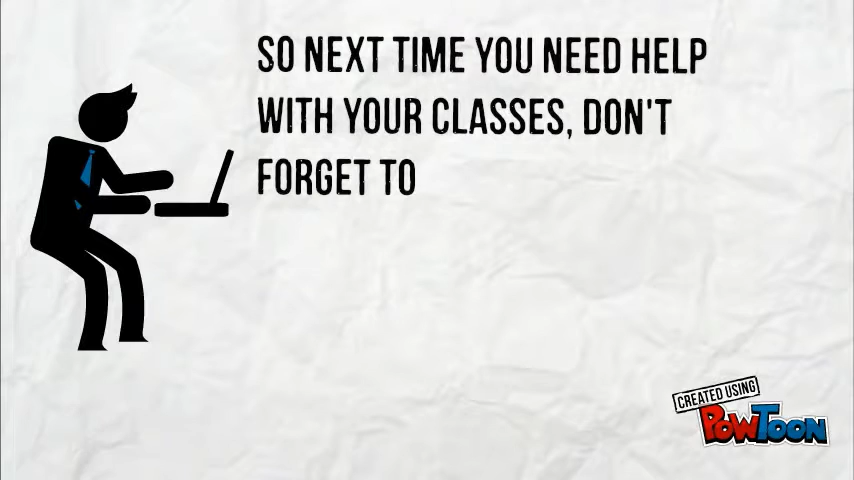 SO NEXT TIME YOU NEED HELP
WITH YOUR CLASSES, DON'T
FORGET TO
CREATED USING
POWTOON